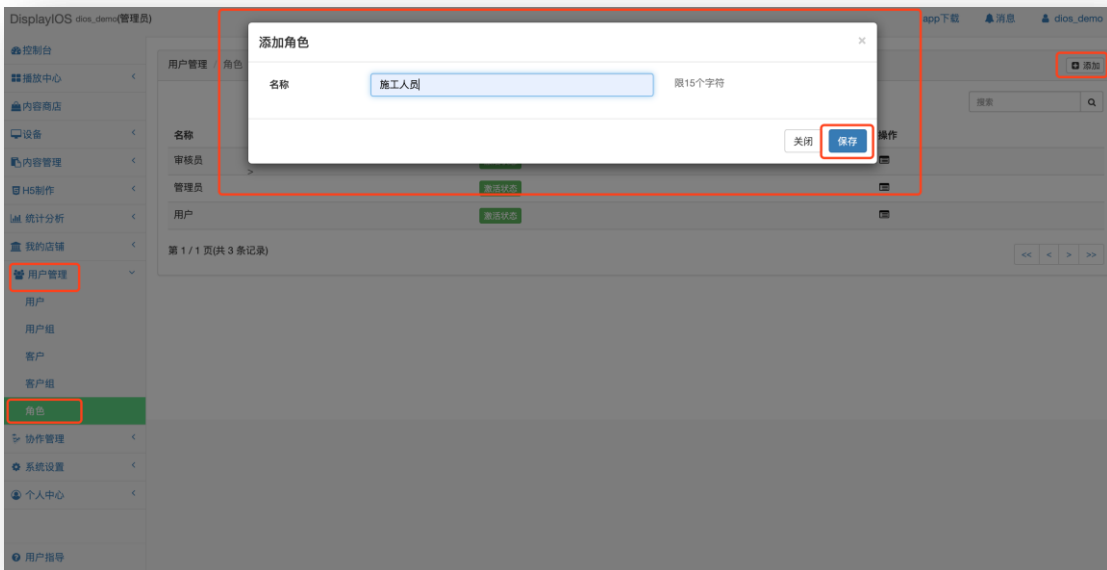 DisplayIOS dios_demo(管理员)
app下载 消息 dios_demo
控制台
播放中心
内容商店
设备
内容管理
H5制作
统计分析
我的店铺
用户管理
用户
用户组
客户
客户组
角色
协作管理
系统设置
个人中心
用户指导
添加角色 ×
名称 施工人员 限15个字符
关闭 保存
用户管理 / 角色
添加
搜索
名称 操作
审核员
管理员 激活状态
用户 激活状态
第 1 / 1 页(共 3 条记录)
<< < > >>